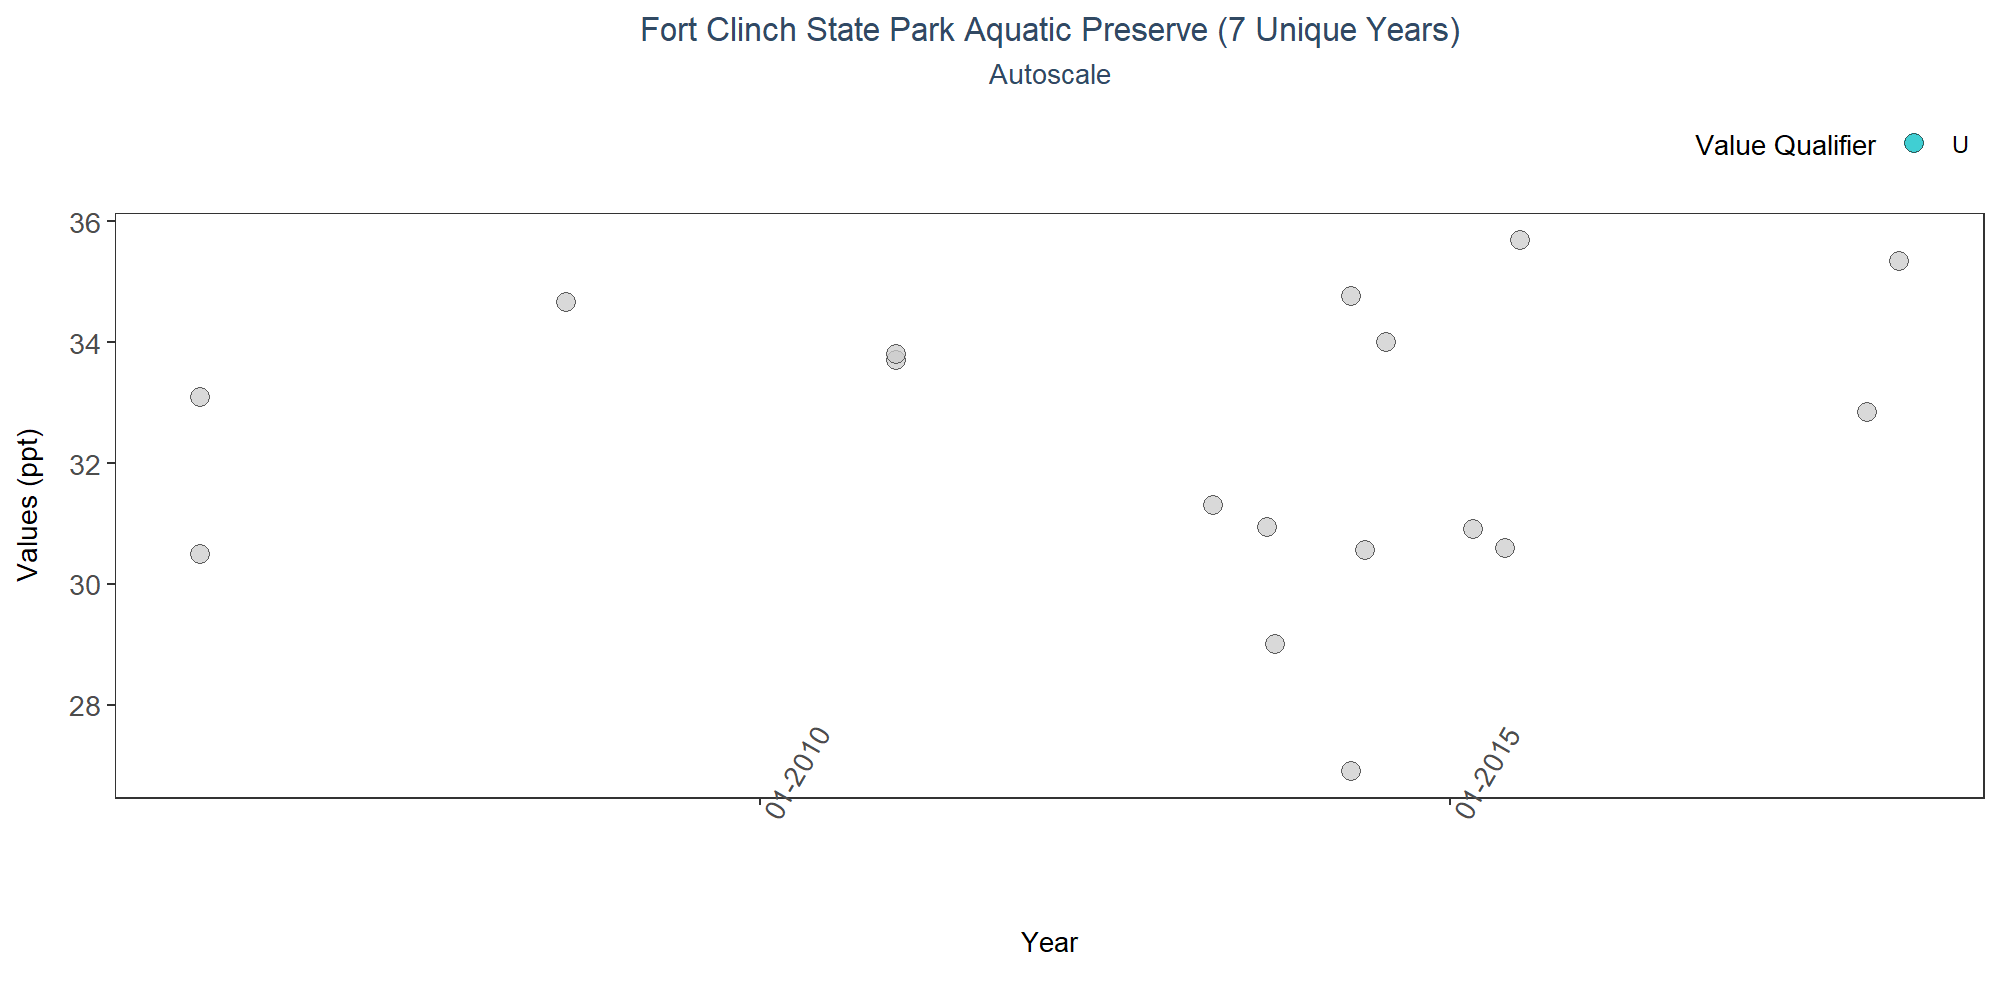 Fort Clinch State Park Aquatic Preserve (7 Unique Years)
Autoscale
Value Qualifier U
36
34
32
30
28
Values (ppt)
01-2010
01-2015
Year